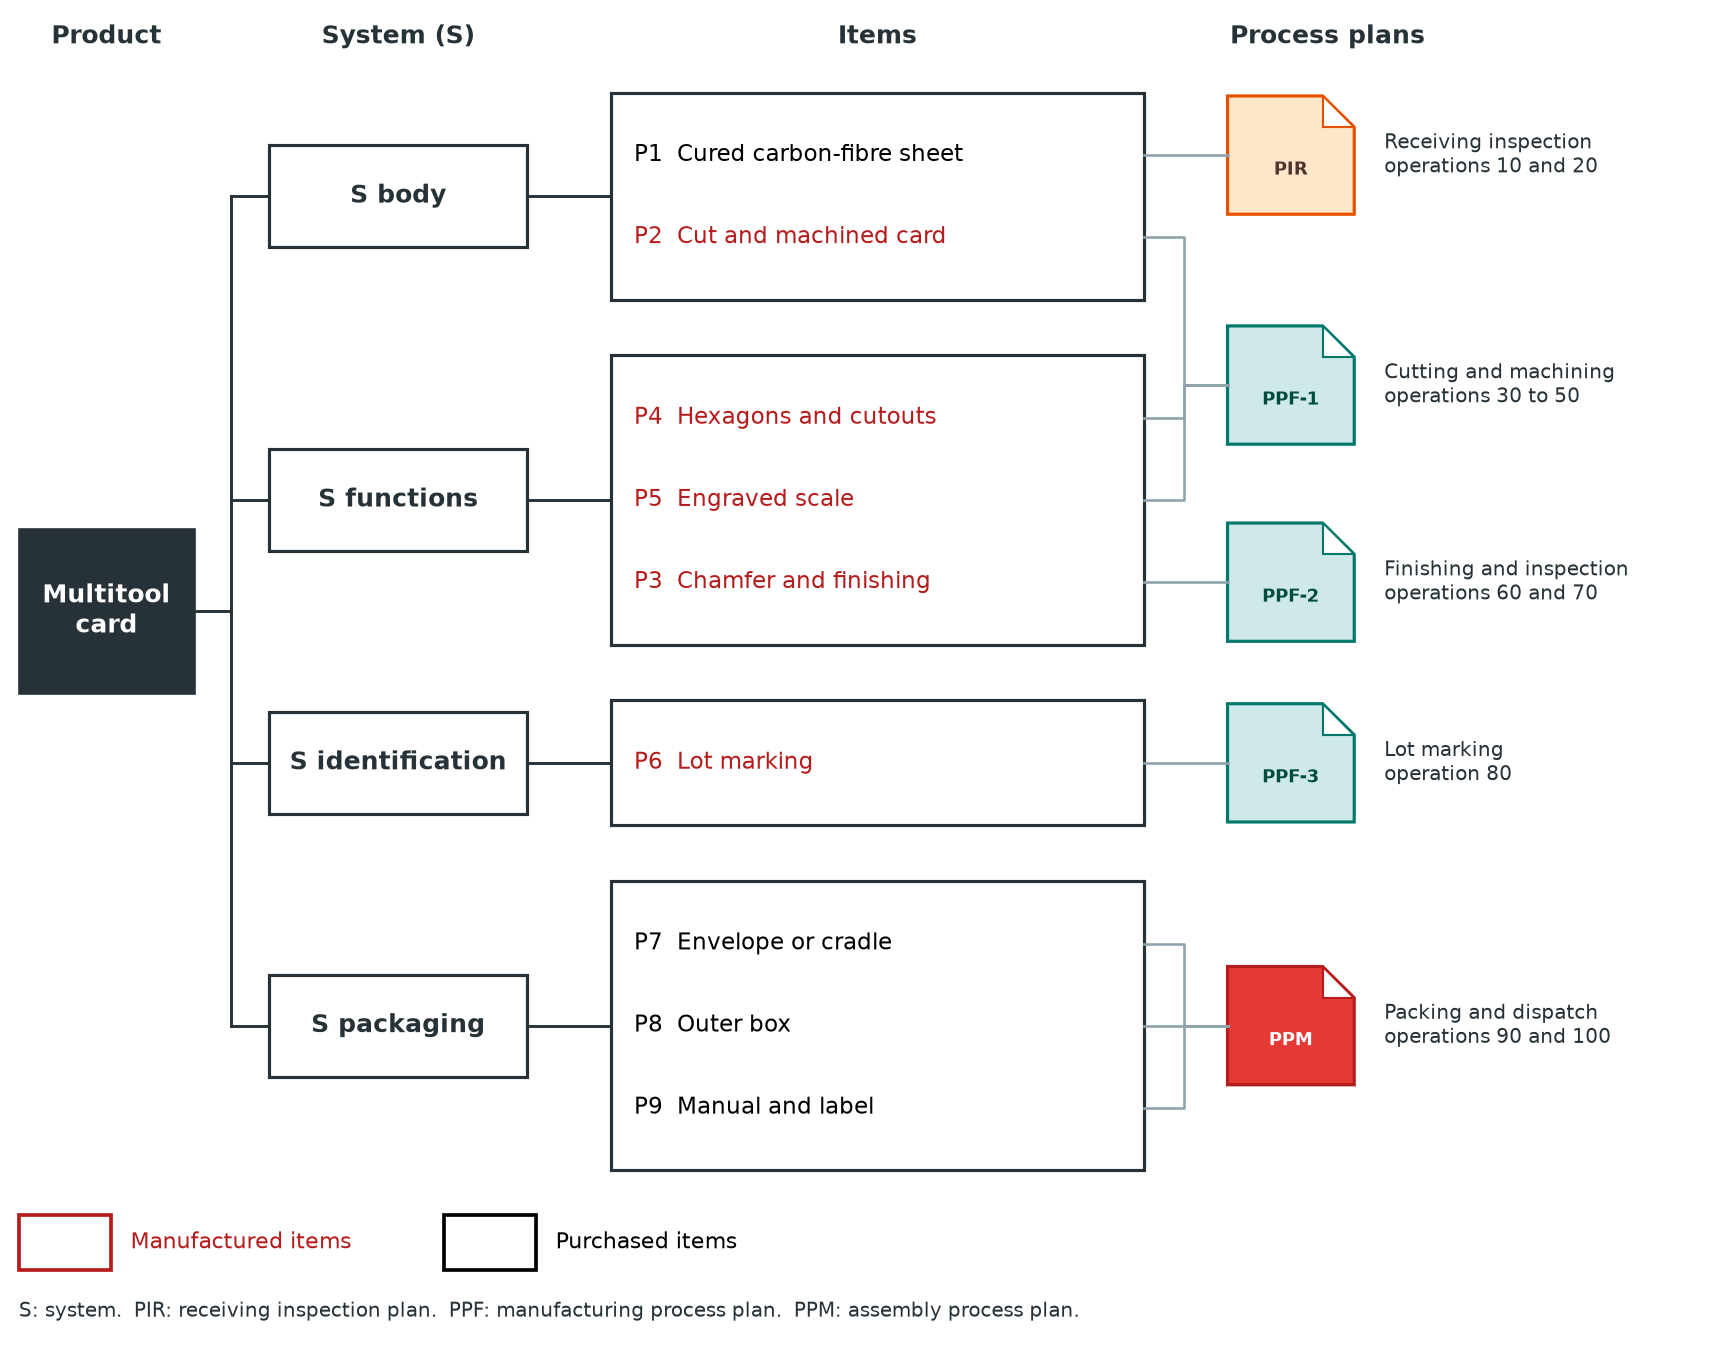 Product
System (S)
Items
Process plans
S body
P1 Cured carbon-fibre sheet
P2 Cut and machined card
PIR
Receiving inspection
operations 10 and 20
PPF-1
Cutting and machining
operations 30 to 50
S functions
P4 Hexagons and cutouts
P5 Engraved scale
P3 Chamfer and finishing
PPF-2
Finishing and inspection
operations 60 and 70
Multitool
card
S identification
P6 Lot marking
PPF-3
Lot marking
operation 80
S packaging
P7 Envelope or cradle
P8 Outer box
P9 Manual and label
PPM
Packing and dispatch
operations 90 and 100
Manufactured items
Purchased items
S: system. PIR: receiving inspection plan. PPF: manufacturing process plan. PPM: assembly process plan.